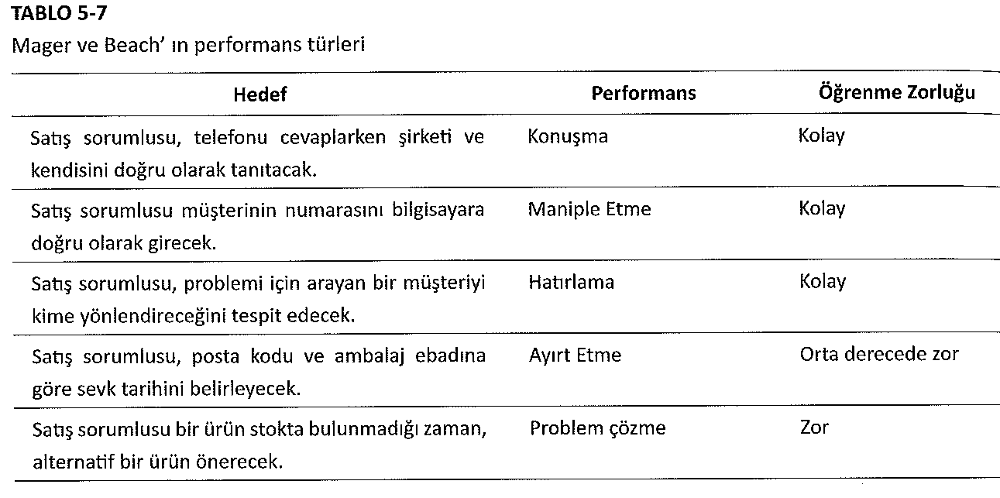 TABLO 5-7
Mager ve Beach' ın performans türleri
Hedef Performans Öğrenme Zorluğu
Satış sorumlusu, telefonu cevaplarken şirketi ve Konuşma Kolay
kendisini doğru olarak tanıtacak.
Satış sorumlusu müşterinin numarasını bilgisayara Maniple Etme Kolay
doğru olarak girecek.
Satış sorumlusu, problemi için arayan bir müşteriyi Hatırlama Kolay
kime yönlendireceğini tespit edecek.
Satış sorumlusu, posta kodu ve ambalaj ebadına Ayırt Etme Orta derecede zor
göre sevk tarihini belirleyecek.
Satış sorumlusu bir ürün stokta bulunmadığı zaman, Problem çözme Zor
alternatif bir ürün önerecek.